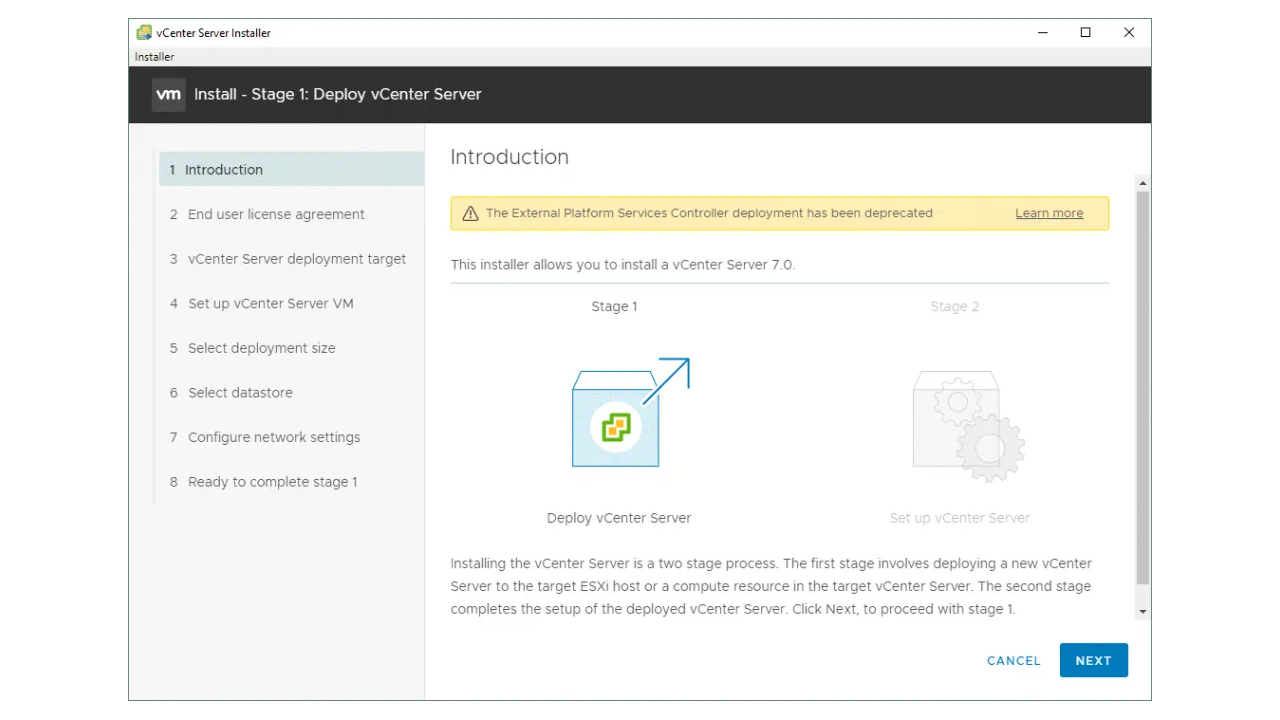 vCenter Server Installer
Installer
vm Install - Stage 1: Deploy vCenter Server
1 Introduction
2 End user license agreement
3 vCenter Server deployment target
4 Set up vCenter Server VM
5 Select deployment size
6 Select datastore
7 Configure network settings
8 Ready to complete stage 1
Introduction
The External Platform Services Controller deployment has been deprecated Learn more
This installer allows you to install a vCenter Server 7.0.
Stage 1 Stage 2
Deploy vCenter Server Set up vCenter Server
Installing the vCenter Server is a two stage process. The first stage involves deploying a new vCenter
Server to the target ESXi host or a compute resource in the target vCenter Server. The second stage
completes the setup of the deployed vCenter Server. Click Next, to proceed with stage 1.
CANCEL NEXT